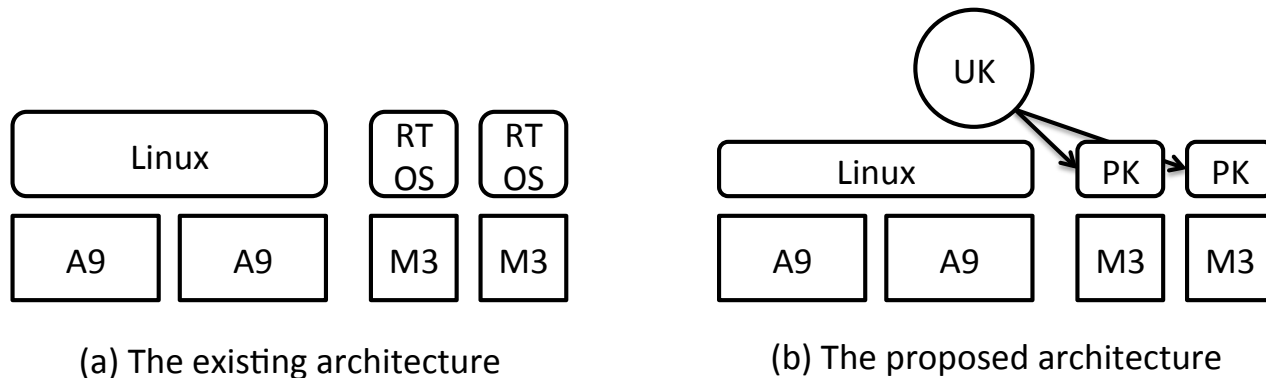 Linux
RT
OS
RT
OS
A9
A9
M3
M3
(a) The existing architecture
UK
Linux
PK
PK
A9
A9
M3
M3
(b) The proposed architecture